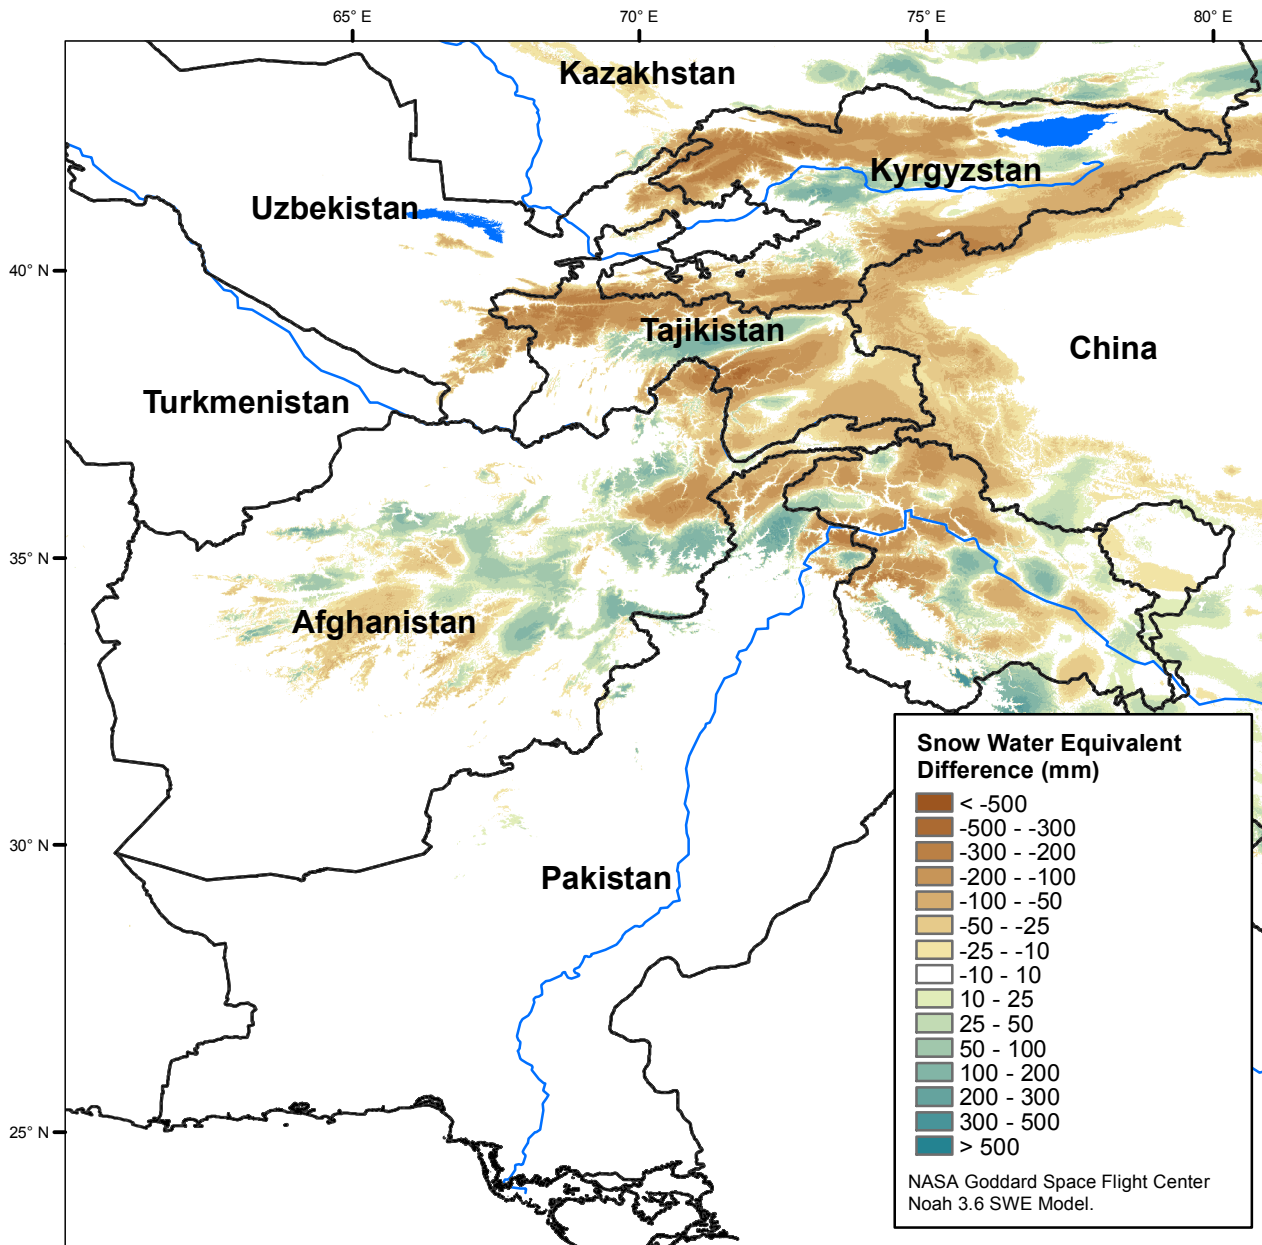 65° E
70° E
75° E
80° E
Kazakhstan
Kyrgyzstan
Uzbekistan
40° N
Tajikistan
China
Turkmenistan
35° N
Afghanistan
30° N
Pakistan
25° N
Snow Water Equivalent
Difference (mm)
< -500
-500 - -300
-300 - -200
-200 - -100
-100 - -50
-50 - -25
-25 - -10
-10 - 10
10 - 25
25 - 50
50 - 100
100 - 200
200 - 300
300 - 500
> 500
NASA Goddard Space Flight Center
Noah 3.6 SWE Model.